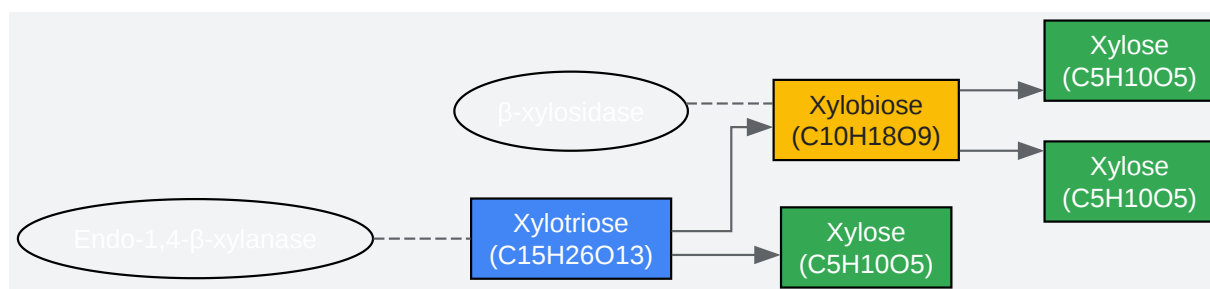 Xylose
(C5H10O5)
β-xylosidase
Xylobiose
(C10H18O9)
Xylose
(C5H10O5)
Endo-1,4-β-xylanase
Xylotriose
(C15H26O13)
Xylose
(C5H10O5)